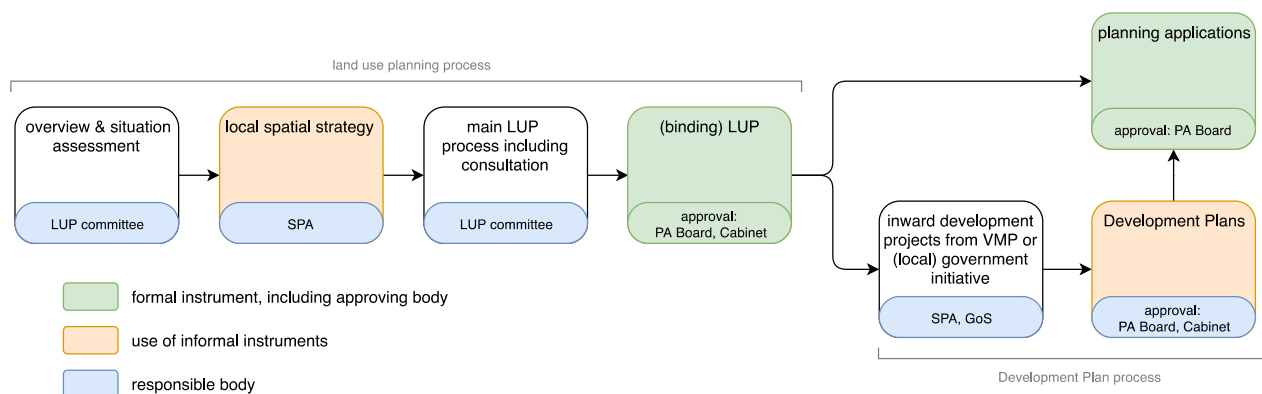 land use planning process
overview & situation
assessment
LUP committee
local spatial strategy
SPA
main LUP
process including
consultation
LUP committee
(binding) LUP
approval:
PA Board, Cabinet
planning applications
approval: PA Board
inward development
projects from VMP or
(local) government
initiative
SPA, GoS
Development Plans
approval:
PA Board, Cabinet
Development Plan process
formal instrument, including approving body
use of informal instruments
responsible body